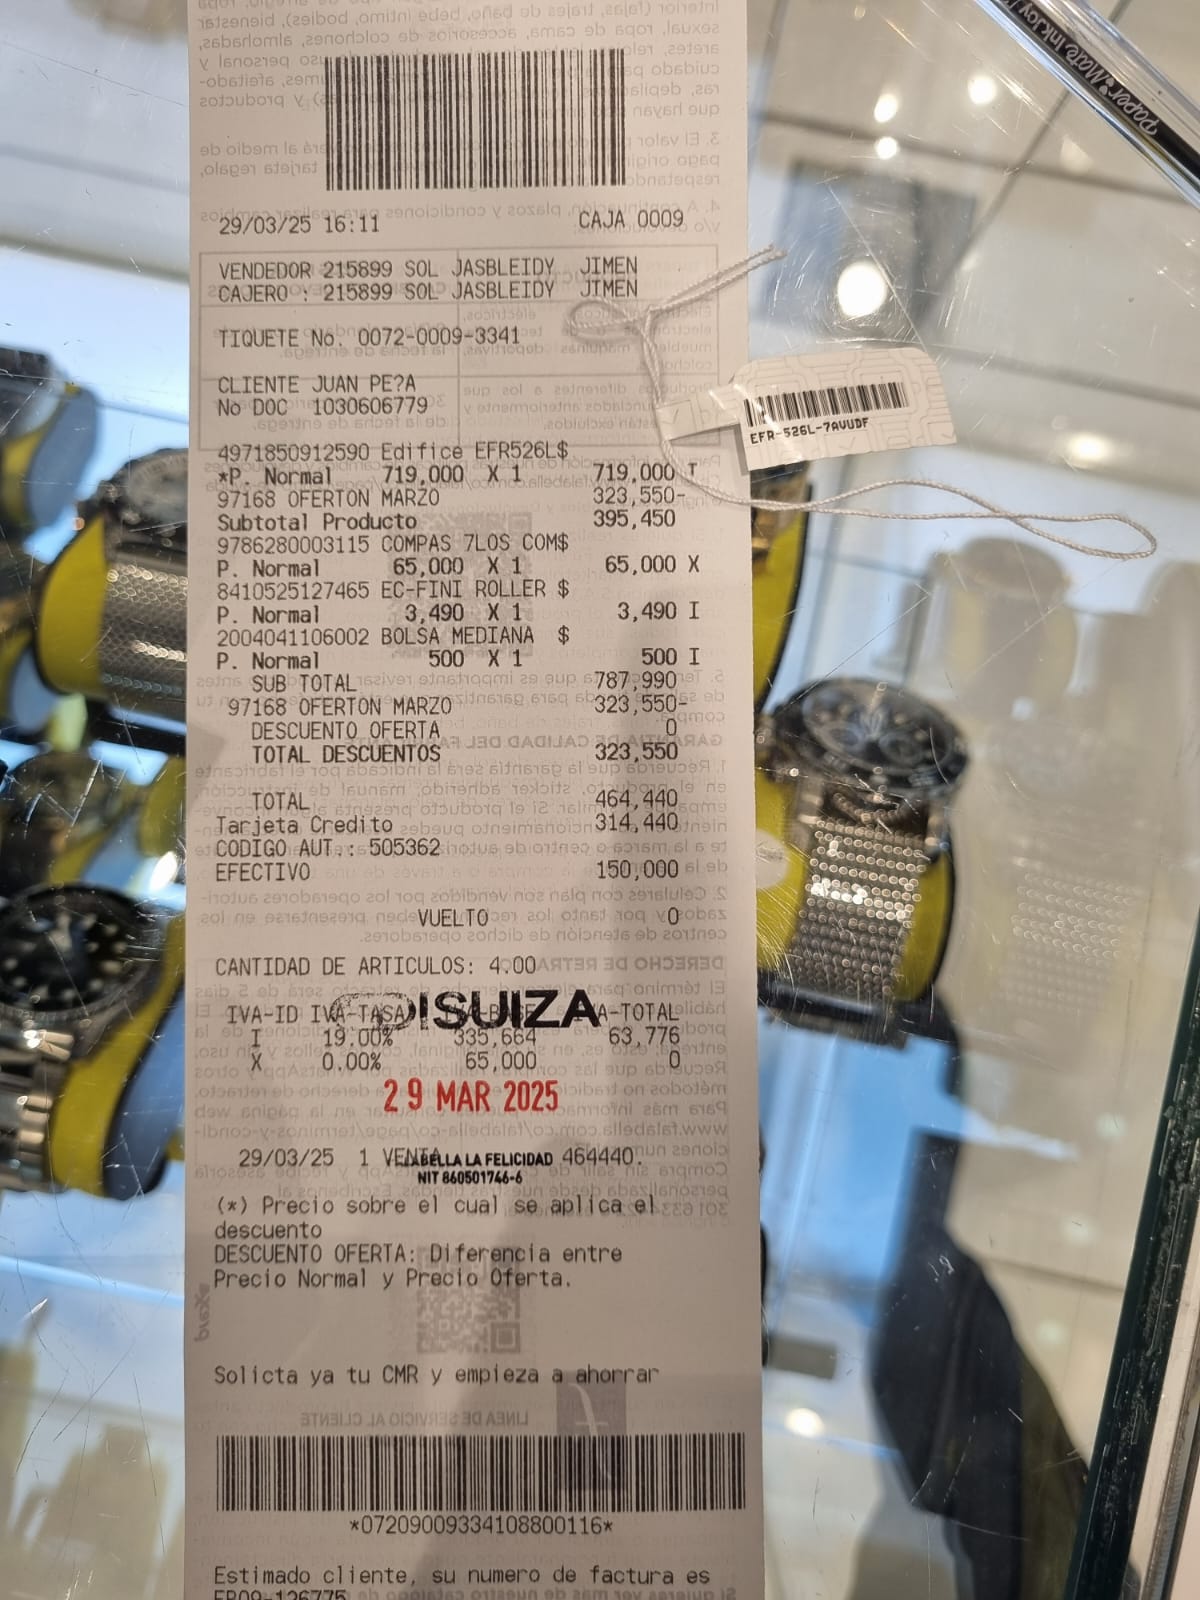 29/03/25 16:11 CAJA 0009
VENDEDOR 215899 SOL JASBLEIDY JIMEN
CAJERO : 215899 SOL JASBLEIDY JIMEN
TIQUETE No. 0072-0009-3341
CLIENTE JUAN PE?A
No DOC 1030606779
4971850912590 Edifice EFR526L$
*P. Normal 719,000 X 1 719,000 I
97168 OFERTON MARZO 323,550-
Subtotal Producto 395,450
9786280003115 COMPAS 7LOS COM$
P. Normal 65,000 X 1 65,000 X
8410525127465 EC-FINI ROLLER $
P. Normal 3,490 X 1 3,490 I
2004041106002 BOLSA MEDIANA $
P. Normal 500 X 1 500 I
SUB TOTAL 787,990
97168 OFERTON MARZO 323,550-
DESCUENTO OFERTA 0
TOTAL DESCUENTOS 323,550
TOTAL 464,440
Tarjeta Credito 314,440
CODIGO AUT.: 505362
EFECTIVO 150,000
VUELTO 0
CANTIDAD DE ARTICULOS: 4.00
ISUIZA
IVA-ID IVA-TASA A-TOTAL
I 19.00% 335,664 63,776
X 0.00% 65,000 0
29 MAR 2025
29/03/25 1 VENTA 464440.
LA FELICIDAD
NIT 860501746-6
(*) Precio sobre el cual se aplica el
descuento
DESCUENTO OFERTA: Diferencia entre
Precio Normal y Precio Oferta.
Solicta ya tu CMR y empieza a ahorrar
*07209009334108800116*
Estimado cliente, su numero de factura es
EFR-526L-7AVUDF
paper mate InkJoy